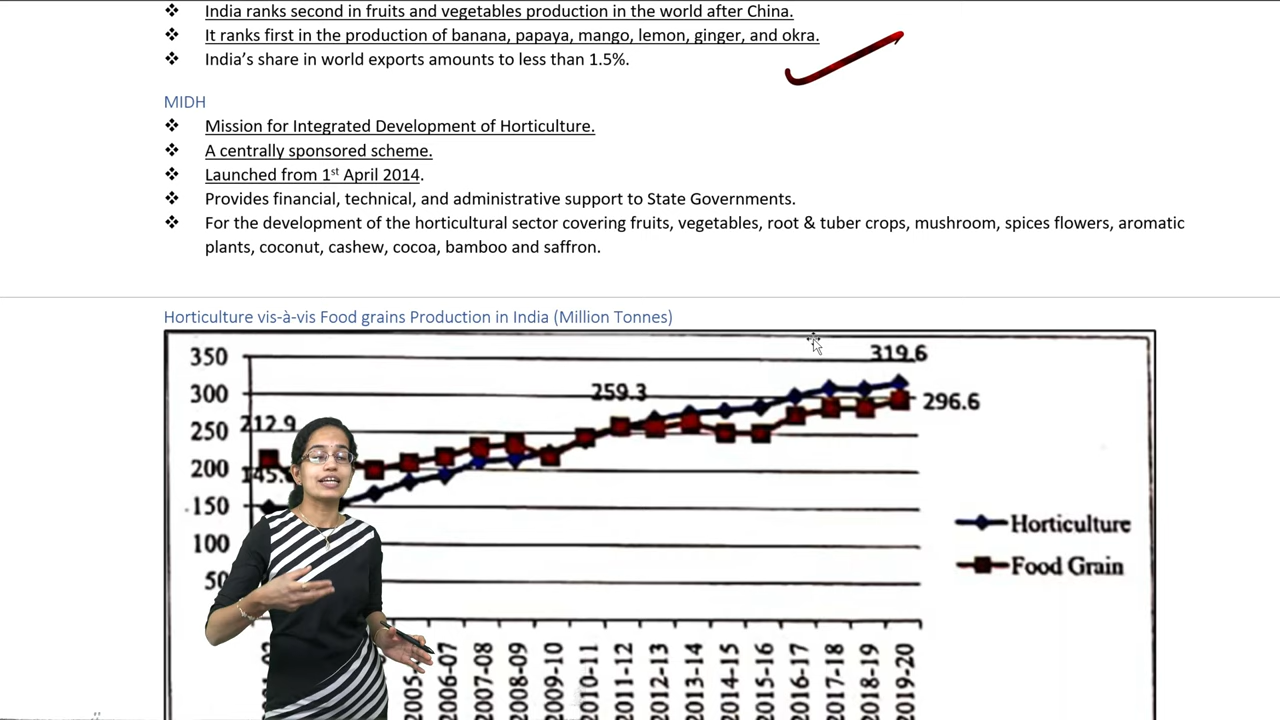 ❖ India ranks second in fruits and vegetables production in the world after China.
❖ It ranks first in the production of banana, papaya, mango, lemon, ginger, and okra.
❖ India’s share in world exports amounts to less than 1.5%.
MIDH
❖ Mission for Integrated Development of Horticulture.
❖ A centrally sponsored scheme.
❖ Launched from 1st April 2014.
❖ Provides financial, technical, and administrative support to State Governments.
❖ For the development of the horticultural sector covering fruits, vegetables, root & tuber crops, mushroom, spices flowers, aromatic
plants, coconut, cashew, cocoa, bamboo and saffron.
Horticulture vis-à-vis Food grains Production in India (Million Tonnes)
350
319.6
300
259.3
296.6
250
212.9
200
150
100
50
Horticulture
Food Grain
2006-07
2007-08
2008-09
2009-10
2010-11
2011-12
2012-13
2013-14
2014-15
2015-16
2016-17
2017-18
2018-19
2019-20